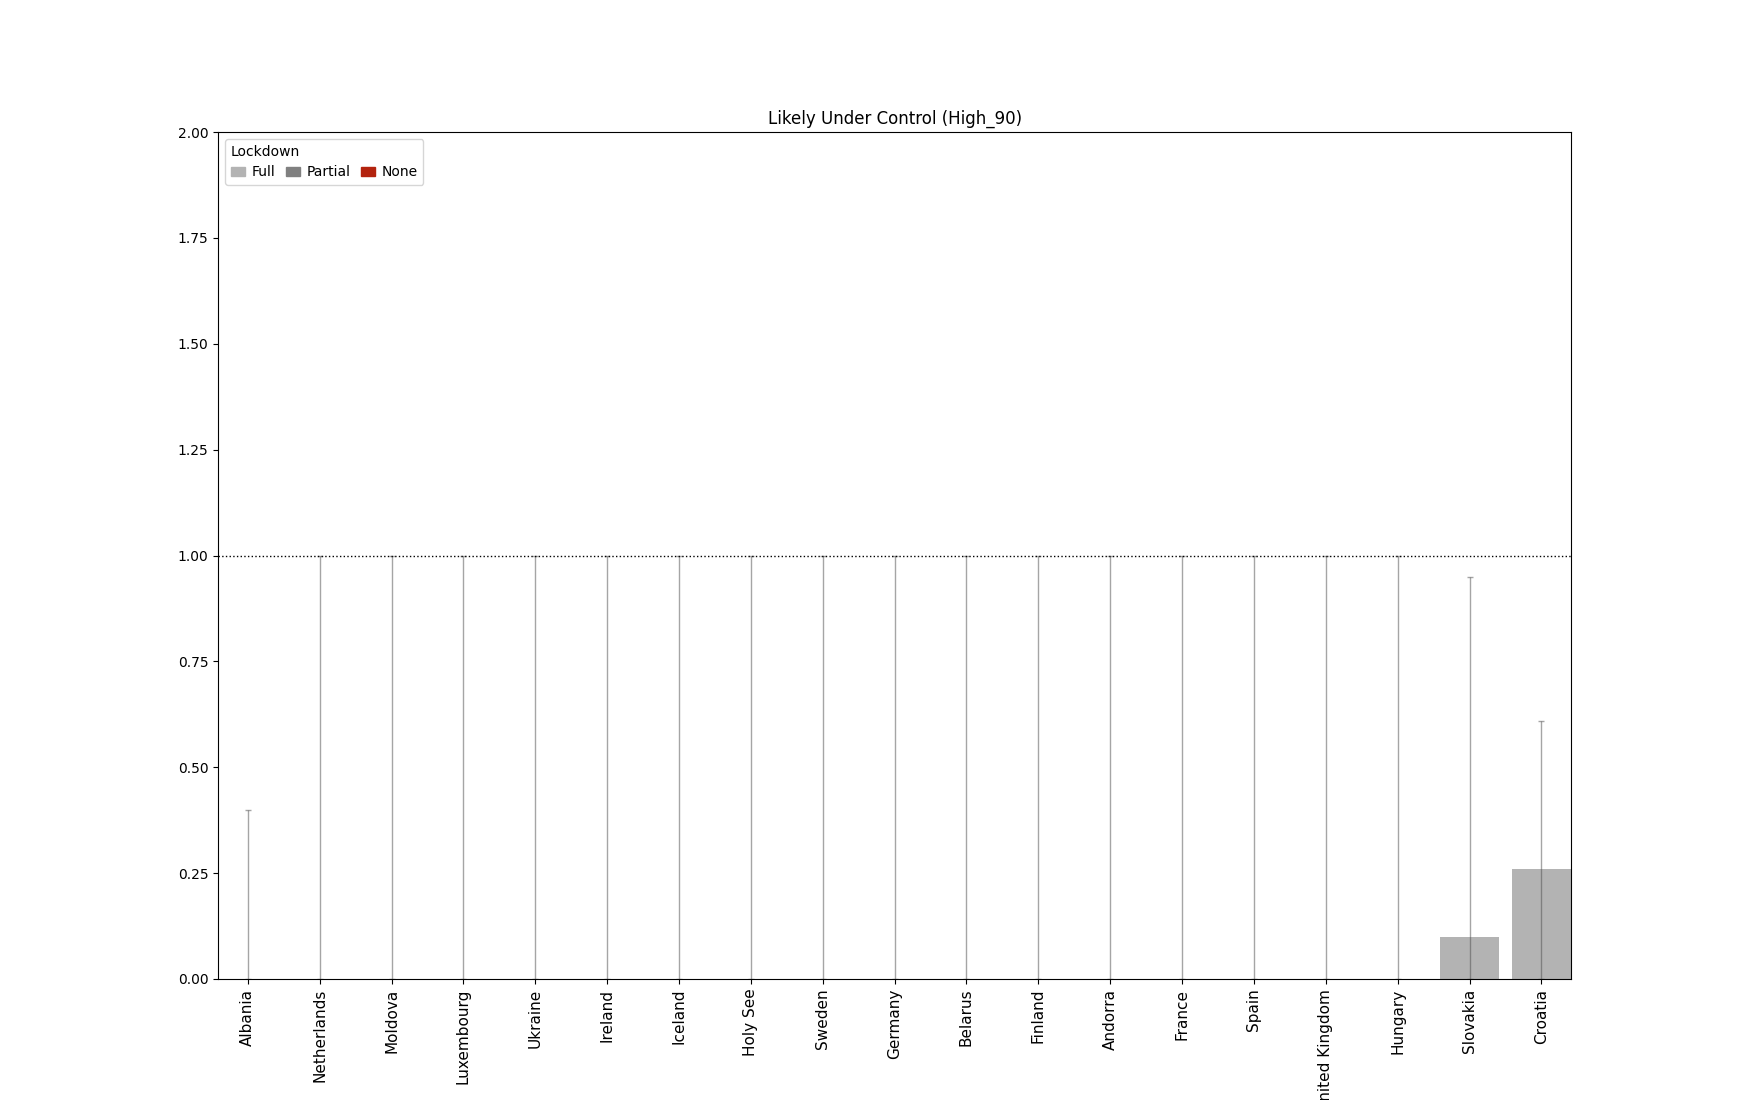 Likely Under Control (High_90)
Lockdown
Full Partial None
2.00
1.75
1.50
1.25
1.00
0.75
0.50
0.25
0.00
Albania
Netherlands
Moldova
Luxembourg
Ukraine
Ireland
Iceland
Holy See
Sweden
Germany
Belarus
Finland
Andorra
France
Spain
nited Kingdom
Hungary
Slovakia
Croatia